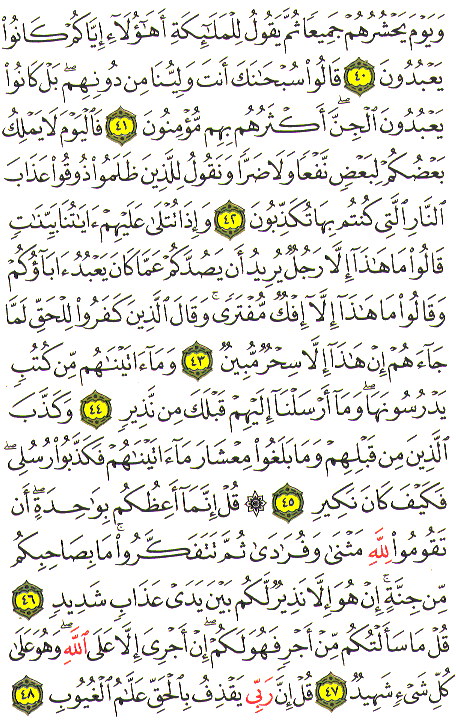 وَيَوْمَ يَحْشُرُهُمْ جَمِيعًا ثُمَّ يَقُولُ لِلْمَلَٰٓئِكَةِ أَهَٰٓؤُلَآءِ إِيَّاكُمْ كَانُوا۟
يَعْبُدُونَ ٤٠ قَالُوا۟ سُبْحَٰنَكَ أَنتَ وَلِيُّنَا مِن دُونِهِمۖ بَلْ كَانُوا۟
يَعْبُدُونَ ٱلْجِنَّۖ أَكْثَرُهُم بِهِم مُّؤْمِنُونَ ٤١ فَٱلْيَوْمَ لَا يَمْلِكُ
بَعْضُكُمْ لِبَعْضٍ نَّفْعًا وَلَا ضَرًّا وَنَقُولُ لِلَّذِينَ ظَلَمُوا۟ ذُوقُوا۟ عَذَابَ
ٱلنَّارِ ٱلَّتِى كُنتُم بِهَا تُكَذِّبُونَ ٤٢ وَإِذَا تُتْلَىٰ عَلَيْهِمْ ءَايَٰتُنَا بَيِّنَٰتٍ
قَالُوا۟ مَا هَٰذَآ إِلَّا رَجُلٌ يُرِيدُ أَن يَصُدَّكُمْ عَمَّا كَانَ يَعْبُدُ ءَابَآؤُكُمْ
وَقَالُوا۟ مَا هَٰذَآ إِلَّآ إِفْكٌ مُّفْتَرًىۚ وَقَالَ ٱلَّذِينَ كَفَرُوا۟ لِلْحَقِّ لَمَّا
جَآءَهُمْ إِنْ هَٰذَآ إِلَّا سِحْرٌ مُّبِينٌ ٤٣ وَمَآ ءَاتَيْنَٰهُم مِّن كُتُبٍ
يَدْرُسُونَهَاۖ وَمَآ أَرْسَلْنَآ إِلَيْهِمْ قَبْلَكَ مِن نَّذِيرٍ ٤٤ وَكَذَّبَ
ٱلَّذِينَ مِن قَبْلِهِمْ وَمَا بَلَغُوا۟ مِعْشَارَ مَآ ءَاتَيْنَٰهُمْ فَكَذَّبُوا۟ رُسُلِىۖ
فَكَيْفَ كَانَ نَكِيرِ ٤٥ ۞ قُلْ إِنَّمَآ أَعِظُكُم بِوَٰحِدَةٍۖ أَن
تَقُومُوا۟ لِلَّهِ مَثْنَىٰ وَفُرَٰدَىٰ ثُمَّ تَتَفَكَّرُوا۟ۚ مَا بِصَاحِبِكُم
مِّن جِنَّةٍۚ إِنْ هُوَ إِلَّا نَذِيرٌ لَّكُم بَيْنَ يَدَىْ عَذَابٍ شَدِيدٍ ٤٦
قُلْ مَا سَأَلْتُكُم مِّنْ أَجْرٍ فَهُوَ لَكُمْۖ إِنْ أَجْرِىَ إِلَّا عَلَى ٱللَّهِۖ وَهُوَ عَلَىٰ
كُلِّ شَىْءٍ شَهِيدٌ ٤٧ قُلْ إِنَّ رَبِّى يَقْذِفُ بِٱلْحَقِّ عَلَّٰمُ ٱلْغُيُوبِ ٤٨